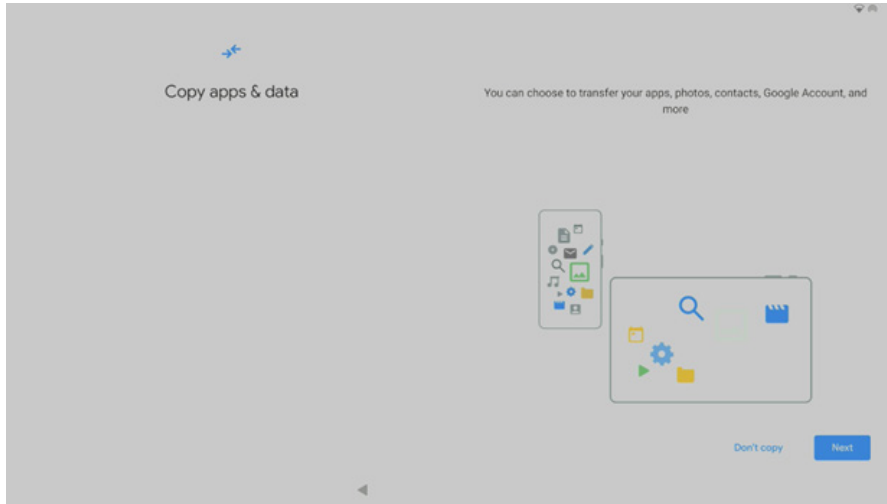 Copy apps & data
You can choose to transfer your apps, photos, contacts, Google Account, and
more
Don't copy
Next